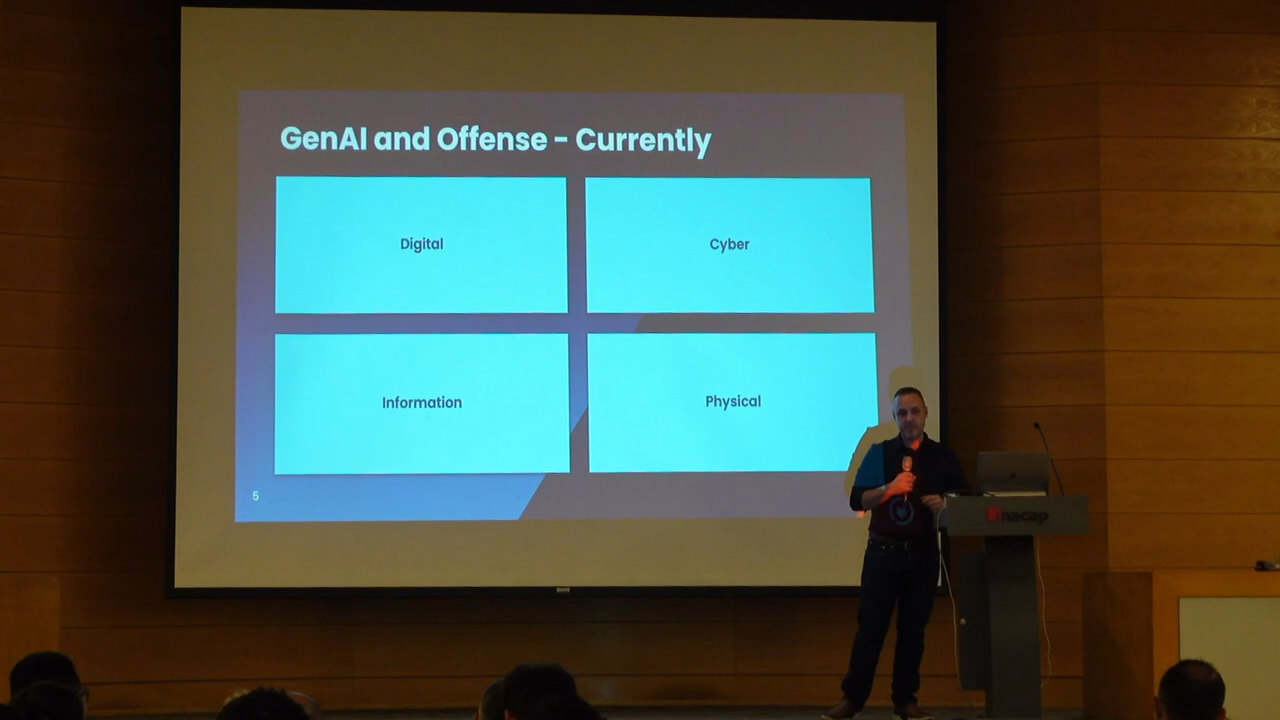 GenAI and Offense - Currently
Digital
Cyber
Information
Physical
5
inacap